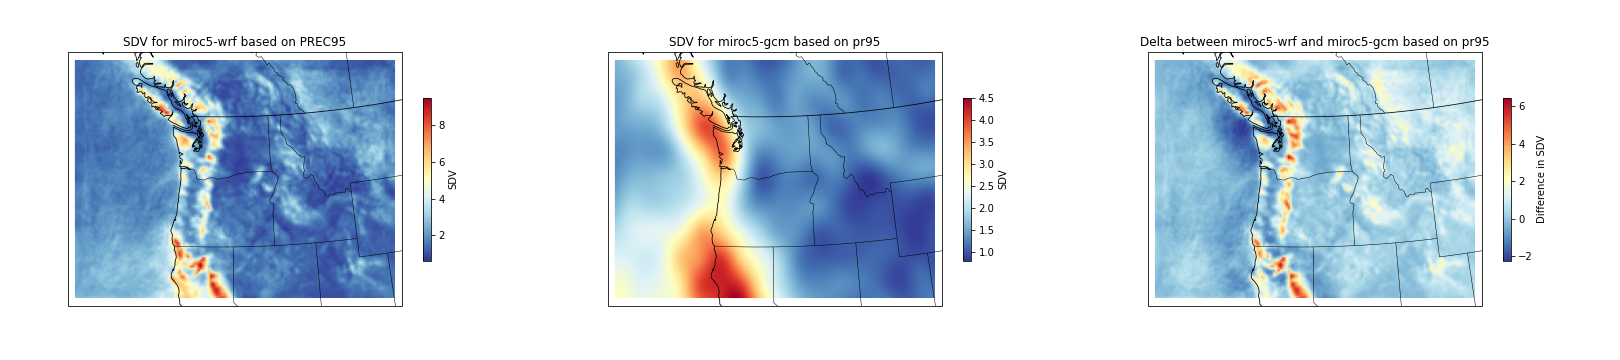 SDV for miroc5-wrf based on PREC95
8
6
4
2
SDV
SDV for miroc5-gcm based on pr95
4.5
4.0
3.5
3.0
2.5
2.0
1.5
1.0
SDV
Delta between miroc5-wrf and miroc5-gcm based on pr95
6
4
2
0
−2
Difference in SDV